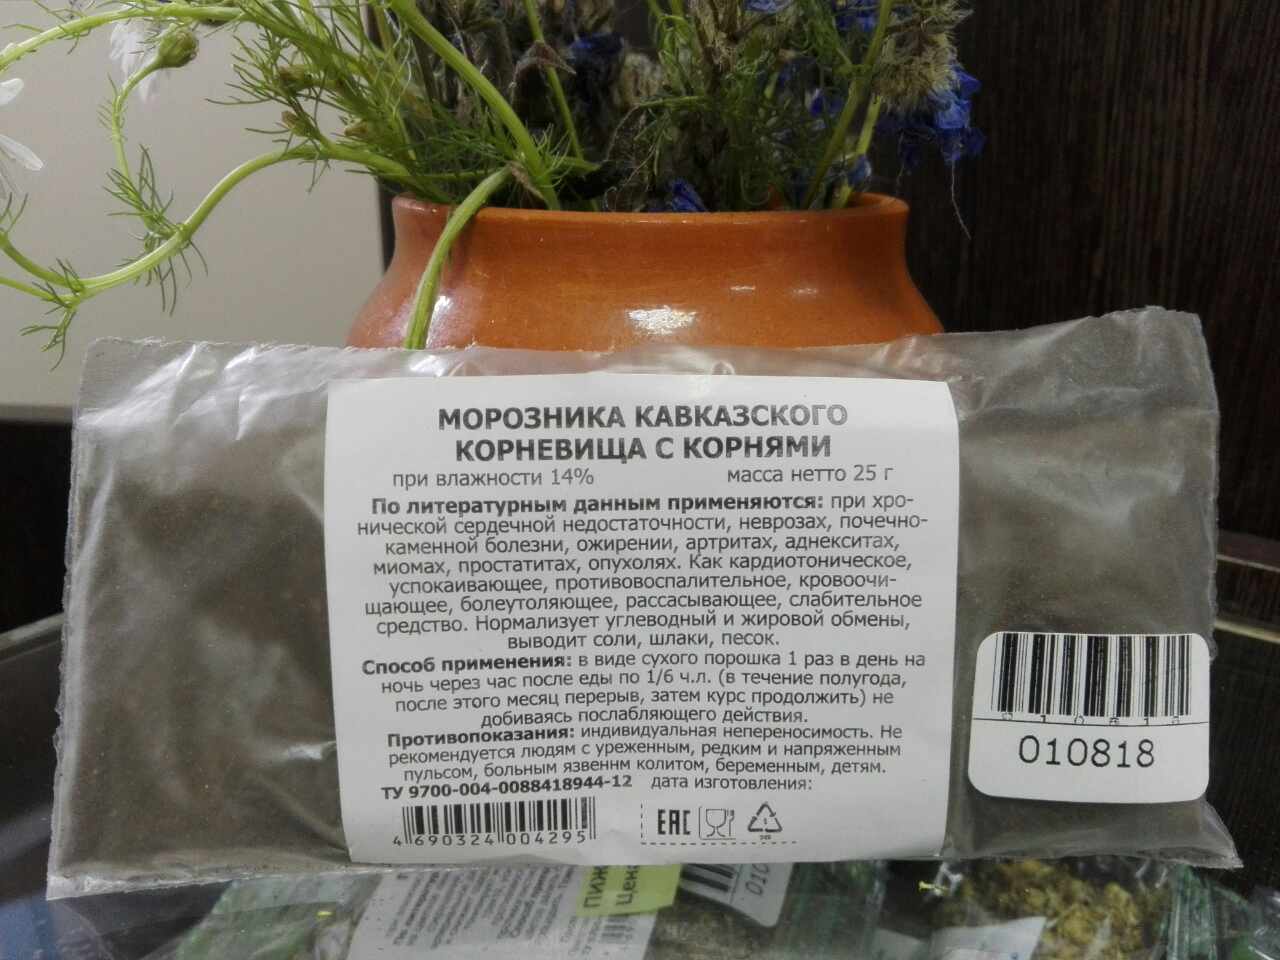 МОРОЗНИКА КАВКАЗСКОГО
КОРНЕВИЩА С КОРНЯМИ
при влажности 14% масса нетто 25 г
По литературным данным применяются: при хро-
нической сердечной недостаточности, неврозах, почечно-
каменной болезни, ожирении, артритах, аднекситах,
миомах, простатитах, опухолях. Как кардиотоническое,
успокаивающее, противовоспалительное, кровоочи-
щающее, болеутоляющее, рассасывающее, слабительное
средство. Нормализует углеводный и жировой обмены,
выводит соли, шлаки, песок.
Способ применения: в виде сухого порошка 1 раз в день на
ночь через час после еды по 1/6 ч.л. (в течение полугода,
после этого месяц перерыв, затем курс продолжить) не
добиваясь послабляющего действия.
Противопоказания: индивидуальная непереносимость. Не
рекомендуется людям с уреженным, редким и напряженным
пульсом, больным язвеннм колитом, беременным, детям.
ТУ 9700-004-0088418944-12 дата изготовления:
4 690324 004295
EAC
010818
010818